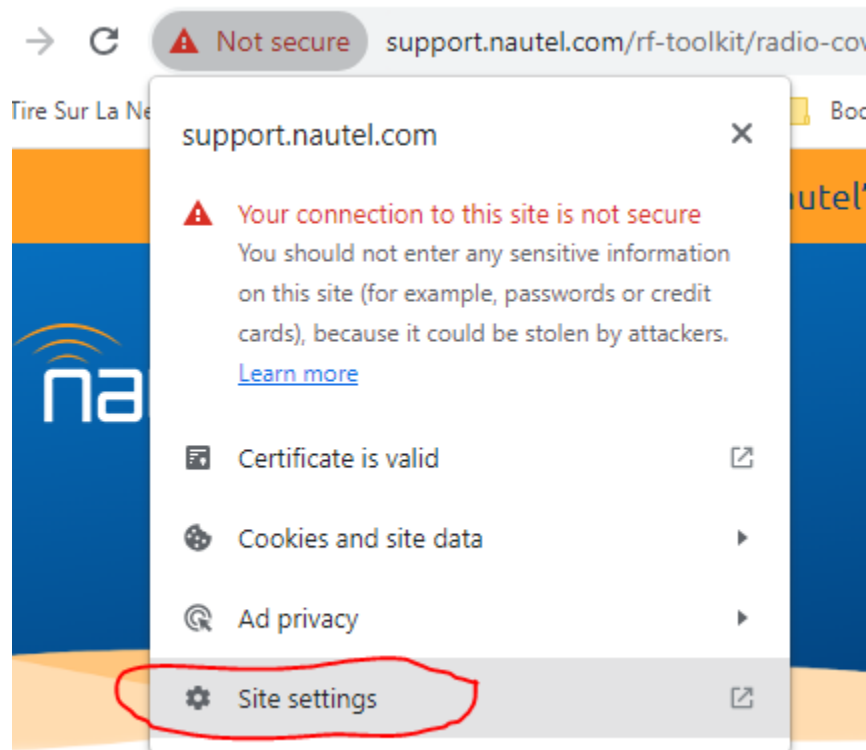 Not secure support.nautel.com/rf-toolkit/radio-cov
Tire Sur La Ne
Boo
support.nautel.com
nautel'
Your connection to this site is not secure
You should not enter any sensitive information
on this site (for example, passwords or credit
cards), because it could be stolen by attackers.
Learn more
nau
Certificate is valid
Cookies and site data
Ad privacy
Site settings